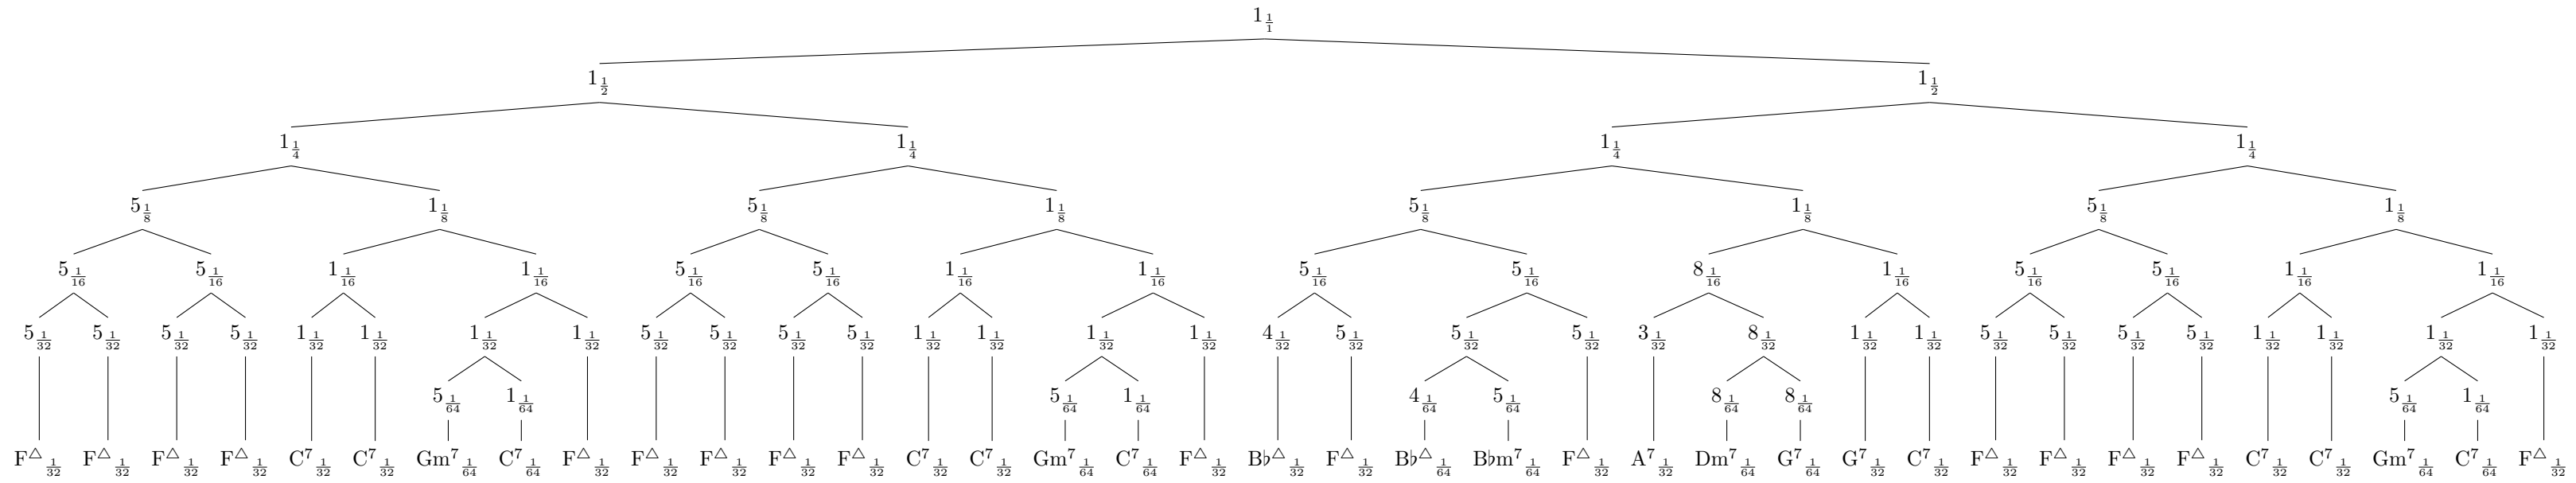 1 1/1
1 1/2 1 1/2
1 1/4 1 1/4 1 1/4 1 1/4
5 1/8 1 1/8 5 1/8 1 1/8 5 1/8 1 1/8 5 1/8 1 1/8
5 1/16 5 1/16 1 1/16 1 1/16 5 1/16 5 1/16 1 1/16 1 1/16 5 1/16 5 1/16 8 1/16 1 1/16 5 1/16 5 1/16 1 1/16 1 1/16
5 1/32 5 1/32 5 1/32 5 1/32 1 1/32 1 1/32 1 1/32 1 1/32 5 1/32 5 1/32 5 1/32 5 1/32 1 1/32 1 1/32 1 1/32 1 1/32 4 1/32 5 1/32 5 1/32 5 1/32 3 1/32 8 1/32 1 1/32 1 1/32 5 1/32 5 1/32 5 1/32 5 1/32 1 1/32 1 1/32 1 1/32 1 1/32
5 1/64 1 1/64 5 1/64 1 1/64 4 1/64 5 1/64 8 1/64 8 1/64 5 1/64 1 1/64
F△ 1/32 F△ 1/32 F△ 1/32 F△ 1/32 C⁷ 1/32 C⁷ 1/32 Gm⁷ 1/64 C⁷ 1/64 F△ 1/32 F△ 1/32 F△ 1/32 F△ 1/32 F△ 1/32 C⁷ 1/32 C⁷ 1/32 Gm⁷ 1/64 C⁷ 1/64 F△ 1/32 B♭△ 1/32 F△ 1/32 B♭△ 1/64 B♭m⁷ 1/64 F△ 1/32 A⁷ 1/32 Dm⁷ 1/64 G⁷ 1/64 G⁷ 1/32 C⁷ 1/32 F△ 1/32 F△ 1/32 F△ 1/32 F△ 1/32 C⁷ 1/32 C⁷ 1/32 Gm⁷ 1/64 C⁷ 1/64 F△ 1/32